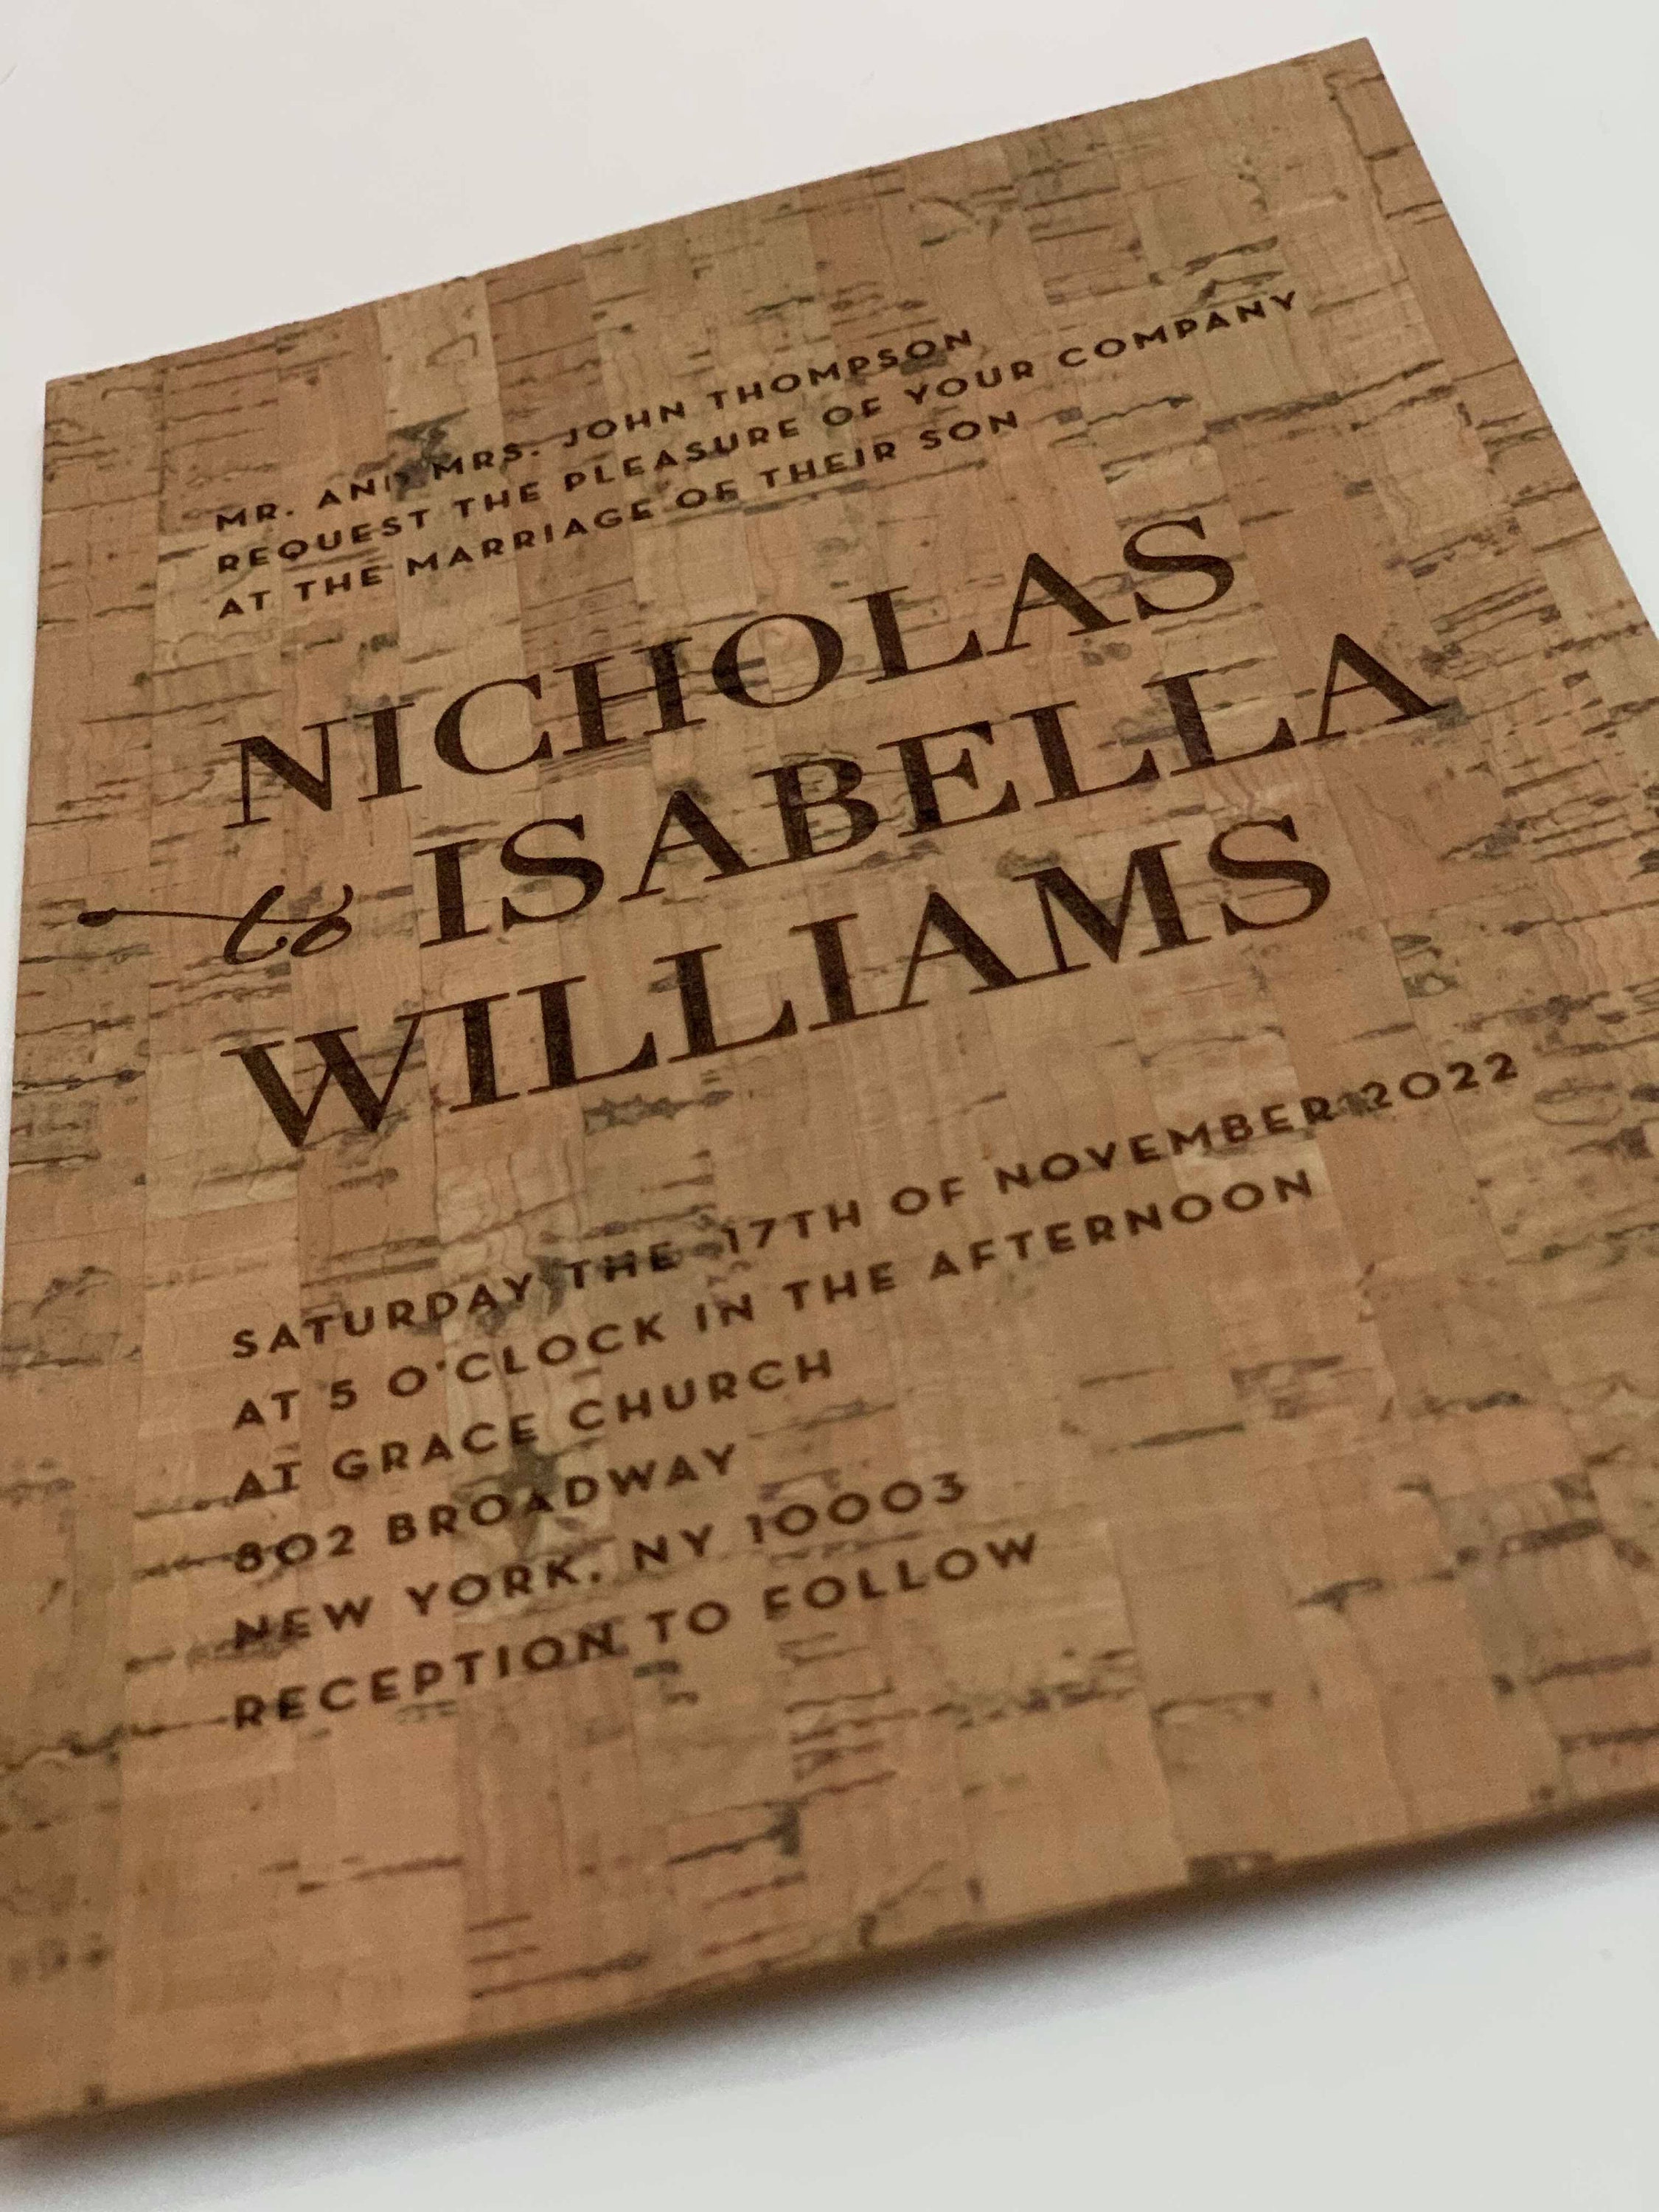 MR. AND MRS. JOHN THOMPSON
REQUEST THE PLEASURE OF YOUR COMPANY
AT THE MARRIAGE OF THEIR SON
NICHOLAS
to ISABELLA
WILLIAMS
SATURDAY THE 17TH OF NOVEMBER 2022
AT 5 O'CLOCK IN THE AFTERNOON
AT GRACE CHURCH
802 BROADWAY
NEW YORK, NY 10003
RECEPTION TO FOLLOW